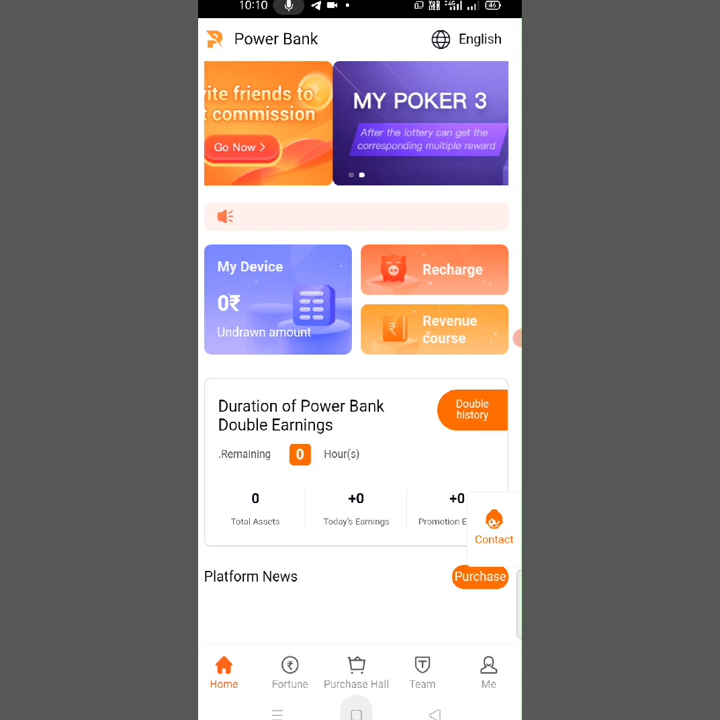 10:10
46
Power Bank
English
vite friends to
t commission
Go Now >
MY POKER 3
After the lottery can get the
corresponding multiple reward
My Device
0₹
Undrawn amount
Recharge
Revenue
course
Duration of Power Bank
Double Earnings
Double
history
.Remaining 0 Hour(s)
0 +0 +0
Total Assets Today's Earnings Promotion E
Contact
Platform News
Purchase
Home Fortune Purchase Hall Team Me